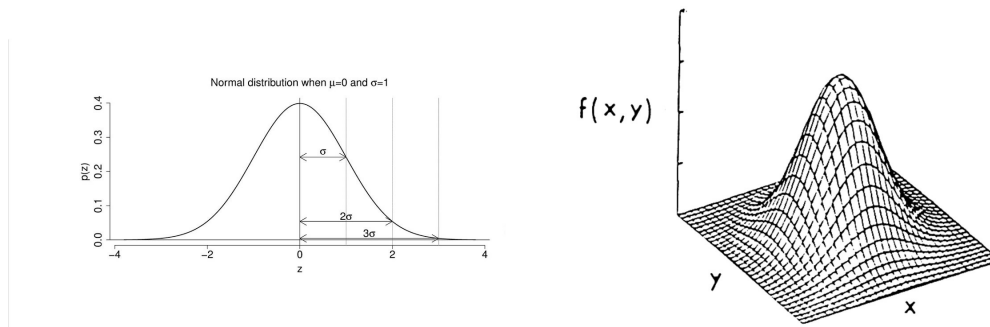 Normal distribution when μ=0 and σ=1
p(z)
0.4
0.3
0.2
0.1
0.0
σ
2σ
3σ
−4
−2
0
2
4
z
f(x,y)
y
x